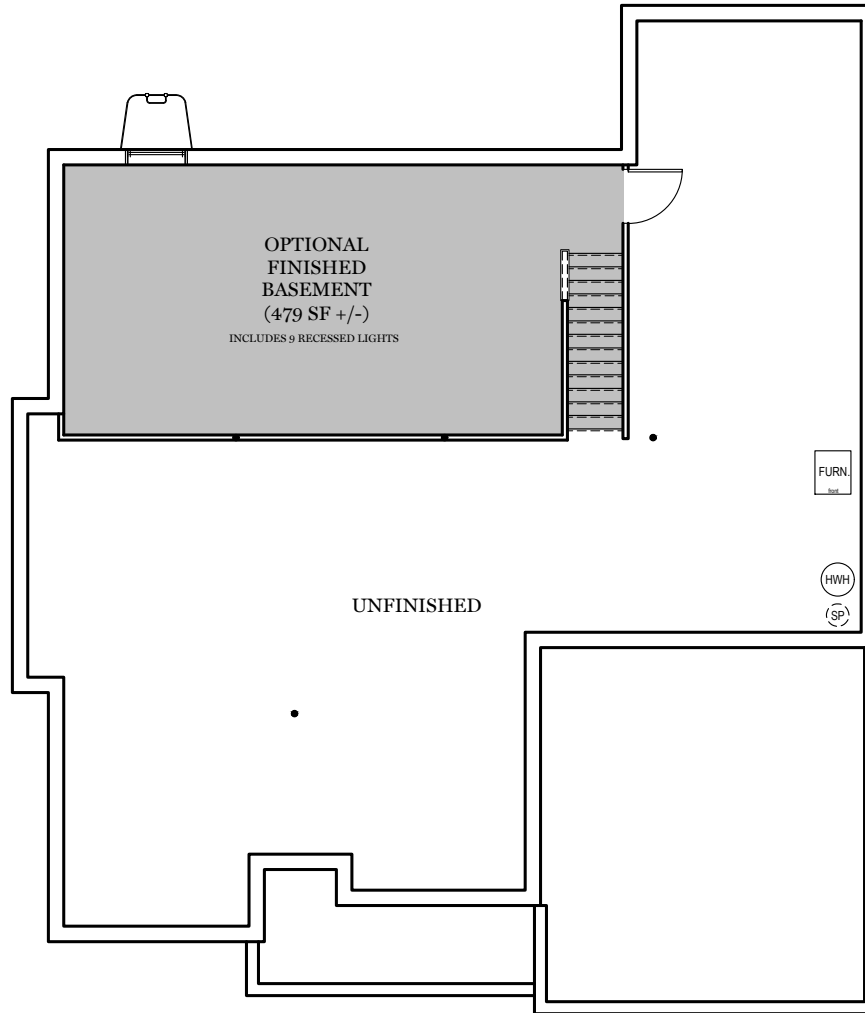 OPTIONAL
FINISHED
BASEMENT
(479 SF +/-)
INCLUDES 9 RECESSED LIGHTS
FURN.
front
HWH
UNFINISHED
SP